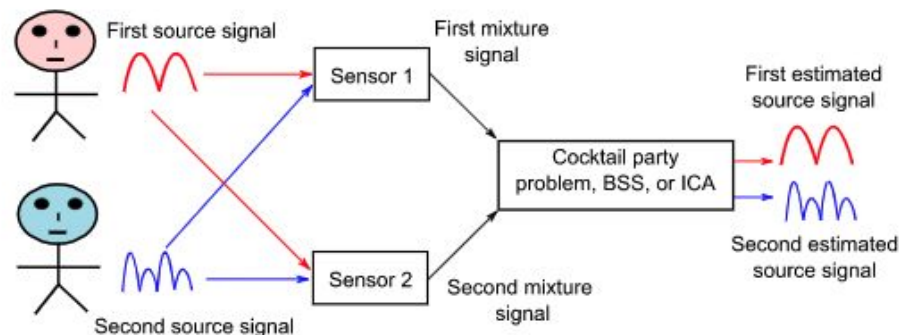 First source signal
First mixture
signal
Sensor 1
First estimated
source signal
Cocktail party
problem, BSS, or ICA
Second estimated
source signal
Sensor 2
Second mixture
signal
Second source signal